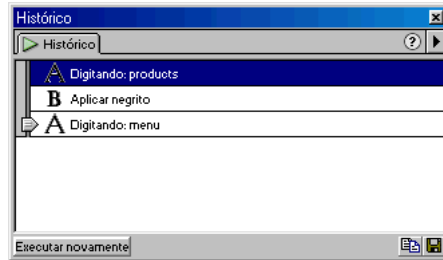 Histórico
Histórico
Digitando: products
B Aplicar negrito
A Digitando: menu
Executar novamente